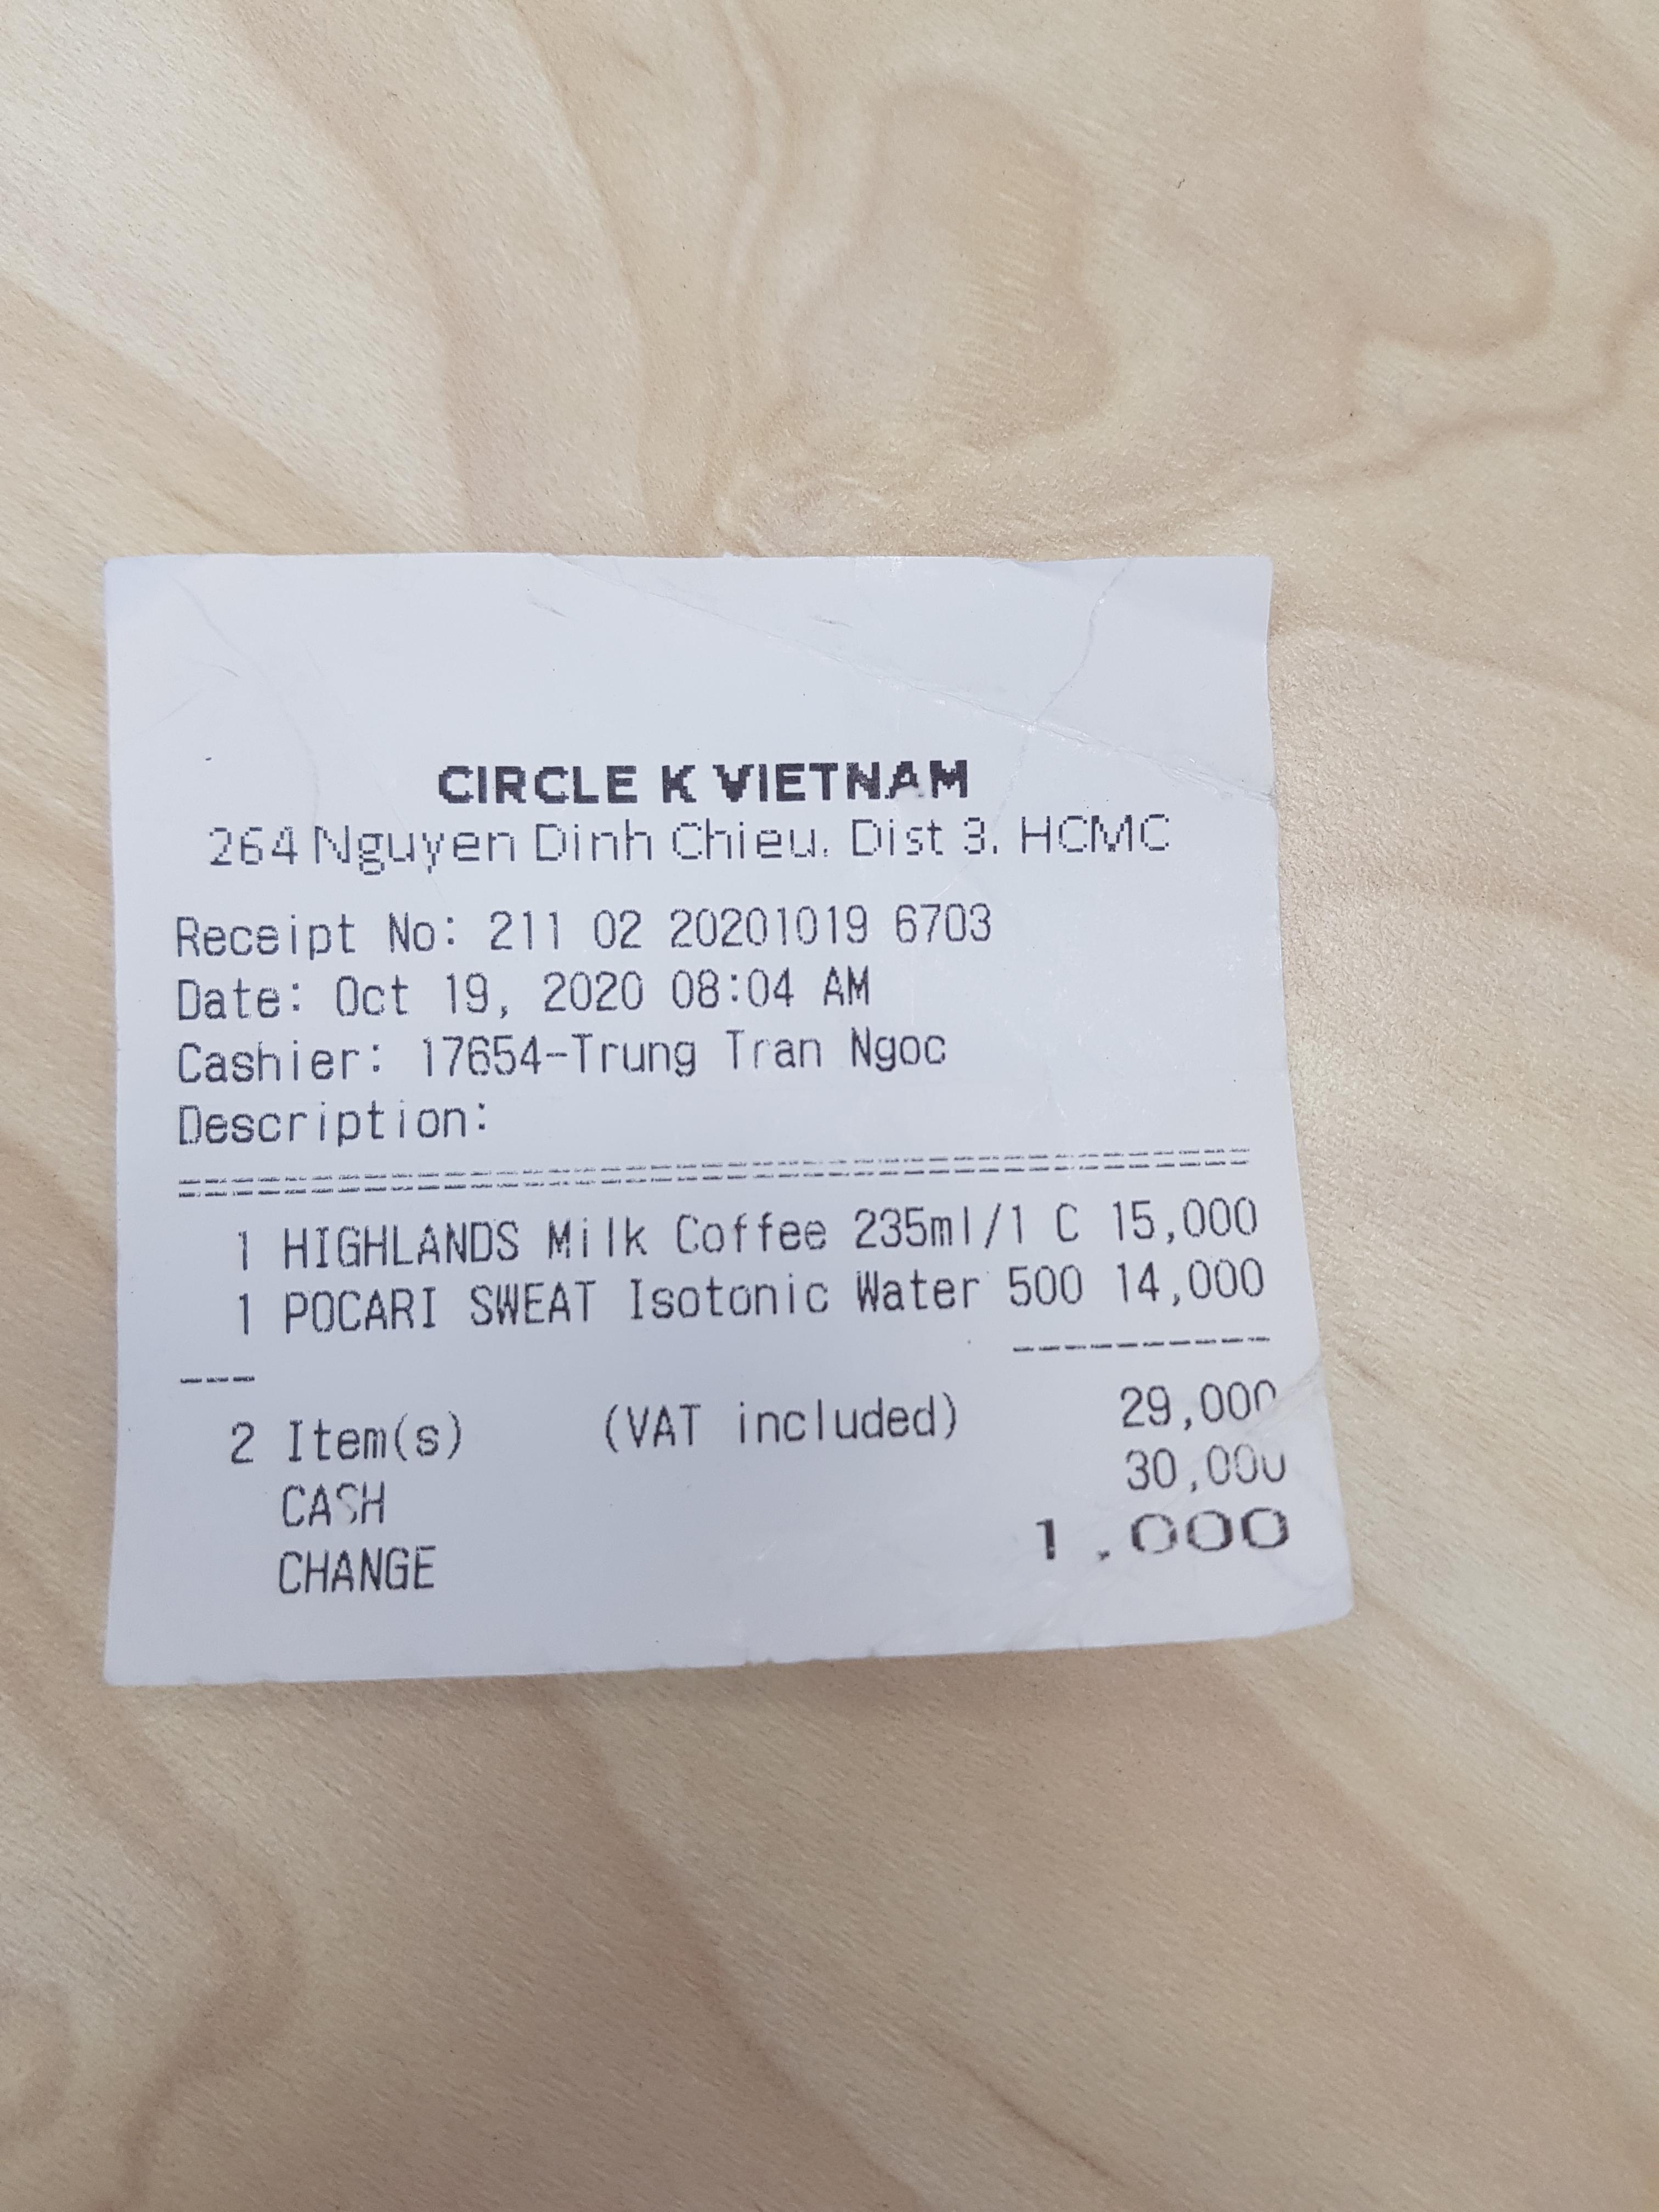 CIRCLE K VIETNAM
264 Nguyen Dinh Chieu, Dist 3, HCMC
Receipt No: 211 02 20201019 6703
Date: Oct 19, 2020 08:04 AM
Cashier: 17654-Trung Tran Ngoc
Description:
1 HIGHLANDS Milk Coffee 235ml/1 C 15,000
1 POCARI SWEAT Isotonic Water 500 14,000
2 Item(s) (VAT included) 29,000
CASH 30,000
CHANGE 1,000